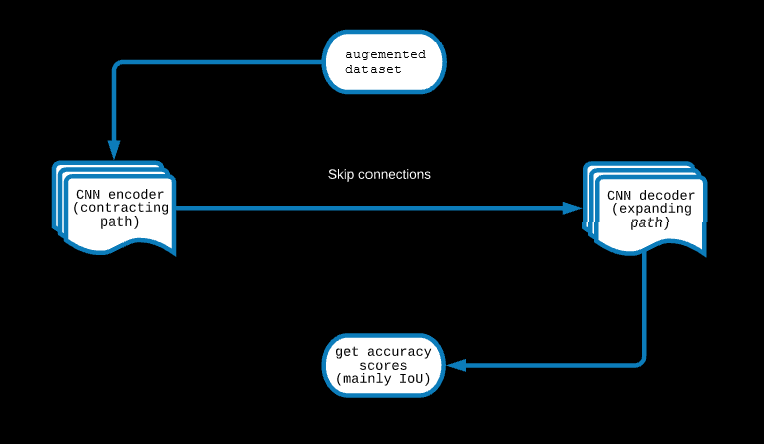 augemented
dataset
Skip connections
CNN encoder
(contracting
path)
CNN decoder
(expanding
path)
get accuracy
scores
(mainly IoU)